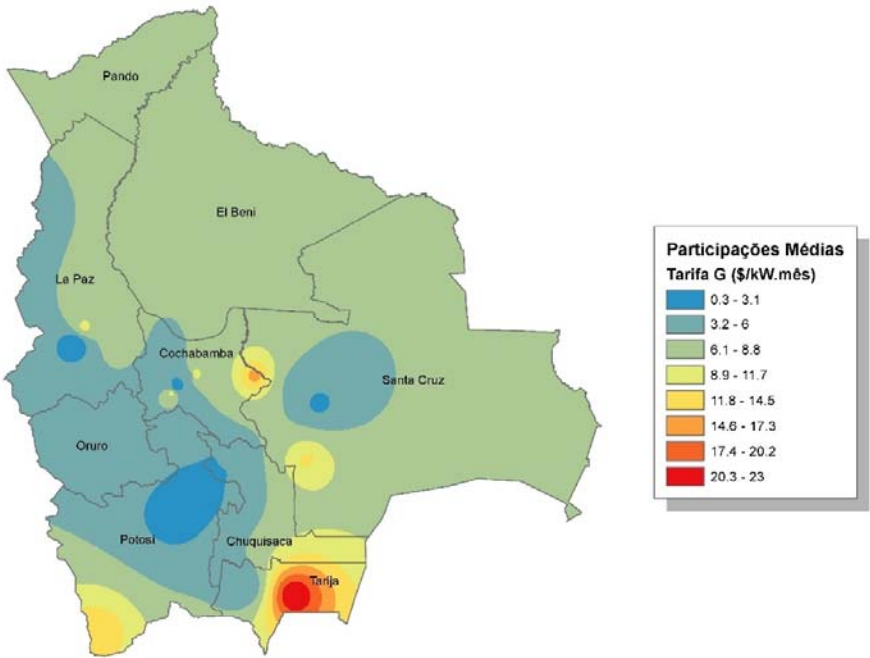 Pando
El Beni
La Paz
Cochabamba
Santa Cruz
Oruro
Potosí
Chuquisaca
Tarija
Participações Médias
Tarifa G ($/kW.mês)
0.3 - 3.1
3.2 - 6
6.1 - 8.8
8.9 - 11.7
11.8 - 14.5
14.6 - 17.3
17.4 - 20.2
20.3 - 23